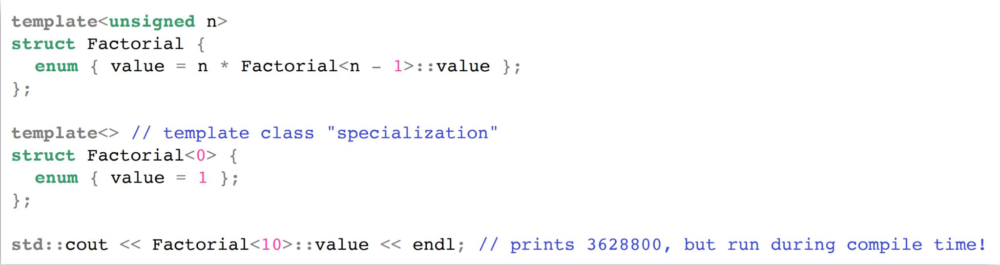 template<unsigned n>
struct Factorial {
  enum { value = n * Factorial<n - 1>::value };
};

template<> // template class "specialization"
struct Factorial<0> {
  enum { value = 1 };
};

std::cout << Factorial<10>::value << endl; // prints 3628800, but run during compile time!